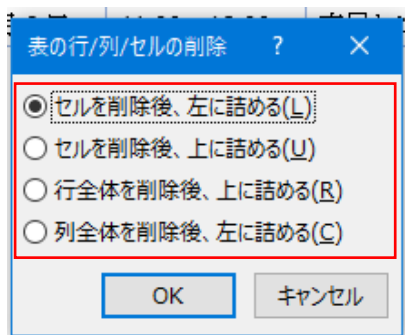 表の行/列/セルの削除 ? ×
セルを削除後、左に詰める(L)
セルを削除後、上に詰める(U)
行全体を削除後、上に詰める(R)
列全体を削除後、左に詰める(C)
OK キャンセル